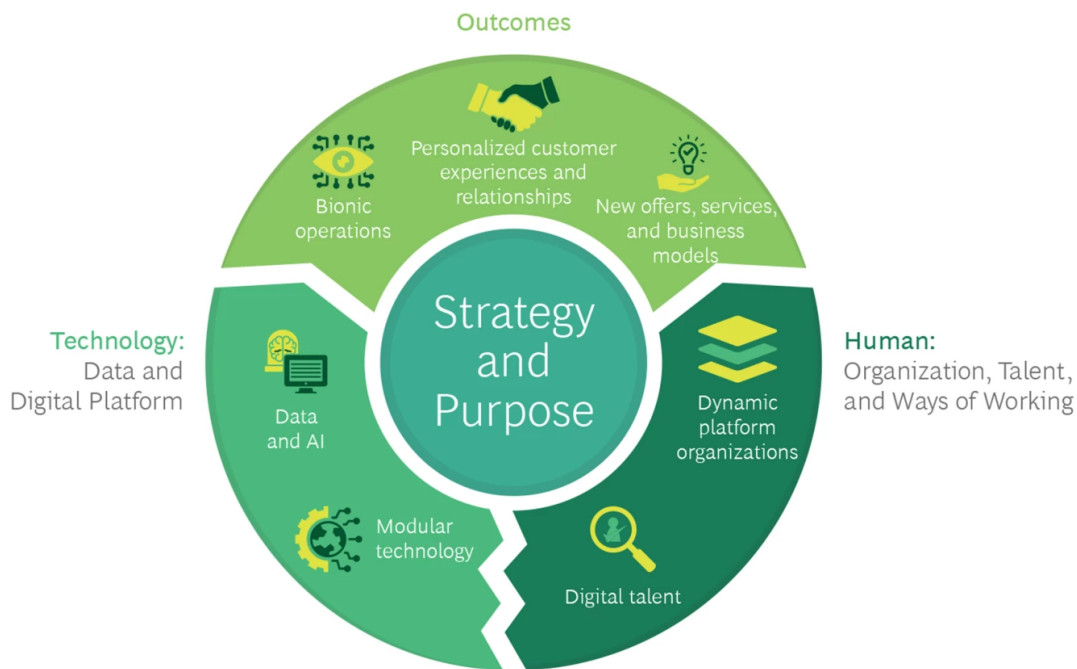 Outcomes
Personalized customer
experiences and
relationships
Bionic
operations
New offers, services,
and business
models
Strategy
and
Purpose
Technology:
Data and
Digital Platform
Human:
Organization, Talent,
and Ways of Working
Data
and AI
Dynamic
platform
organizations
Modular
technology
Digital talent